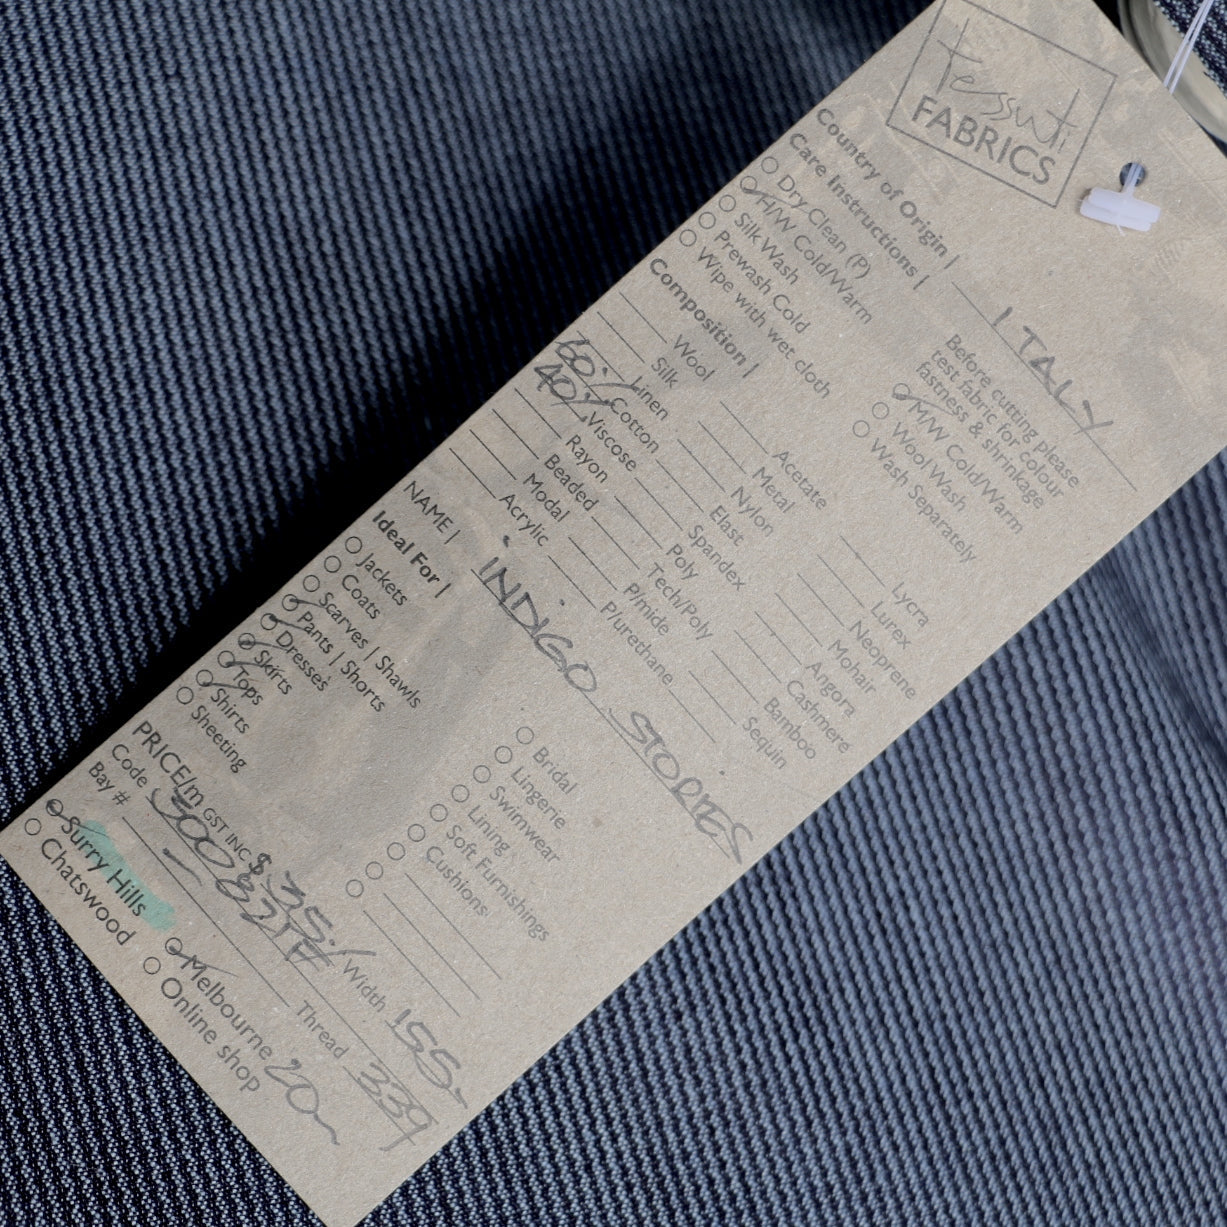 tessuti
FABRICS
Country of Origin | ITALY
Care Instructions |
Dry Clean (P)
H/W Cold/Warm
Silk Wash
Prewash Cold
Wipe with wet cloth
Before cutting please
test fabric for colour
fastness & shrinkage
M/W Cold/Warm
Wool Wash
Wash Separately
Composition |
Wool
Silk
Linen
60% Cotton
40% Viscose
Rayon
Beaded
Modal
Acrylic
Acetate
Metal
Nylon
Elast
Spandex
Poly
Tech/Poly
P/mide
P/urethane
Lycra
Lurex
Neoprene
Mohair
Angora
Cashmere
Bamboo
Sequin
NAME | INDIGO STORIES
Ideal For |
Jackets
Coats
Scarves | Shawls
Pants | Shorts
Dresses
Skirts
Tops
Shirts
Sheeting
Bridal
Lingerie
Swimwear
Lining
Soft Furnishings
Cushions
PRICE/m GST INC $ 35./ Width 155
Code Thread 339
Bay #
Surry Hills
Chatswood
Melbourne 20
Online shop